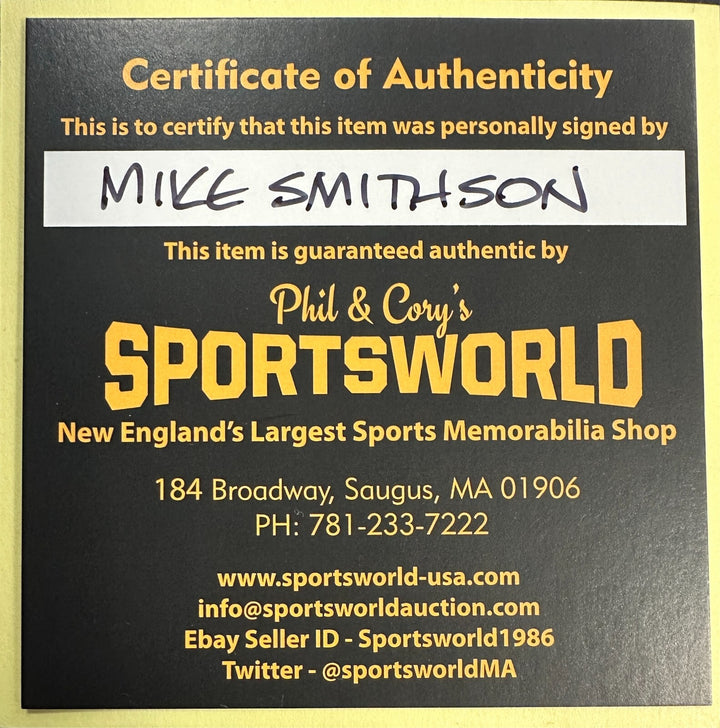 Certificate of Authenticity
This is to certify that this item was personally signed by
MIKE SMITHSON
This item is guaranteed authentic by
Phil & Cory's
SPORTSWORLD
New England's Largest Sports Memorabilia Shop
184 Broadway, Saugus, MA 01906
PH: 781-233-7222
www.sportsworld-usa.com
info@sportsworldauction.com
Ebay Seller ID - Sportsworld1986
Twitter - @sportsworldMA